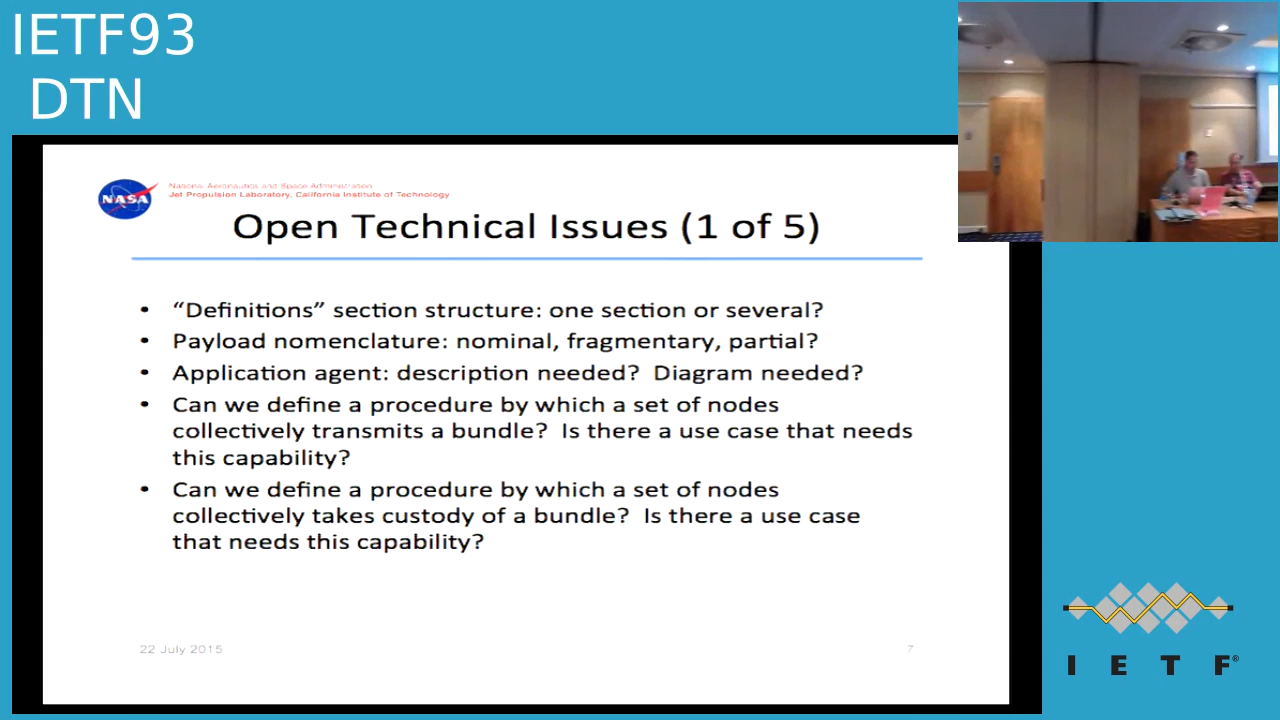 IETF93
DTN
NASA
National Aeronautics and Space Administration
Jet Propulsion Laboratory, California Institute of Technology
Open Technical Issues (1 of 5)
• “Definitions” section structure: one section or several?
• Payload nomenclature: nominal, fragmentary, partial?
• Application agent: description needed?  Diagram needed?
• Can we define a procedure by which a set of nodes
collectively transmits a bundle?  Is there a use case that needs
this capability?
• Can we define a procedure by which a set of nodes
collectively takes custody of a bundle?  Is there a use case
that needs this capability?
22 July 2015
7
I E T F®